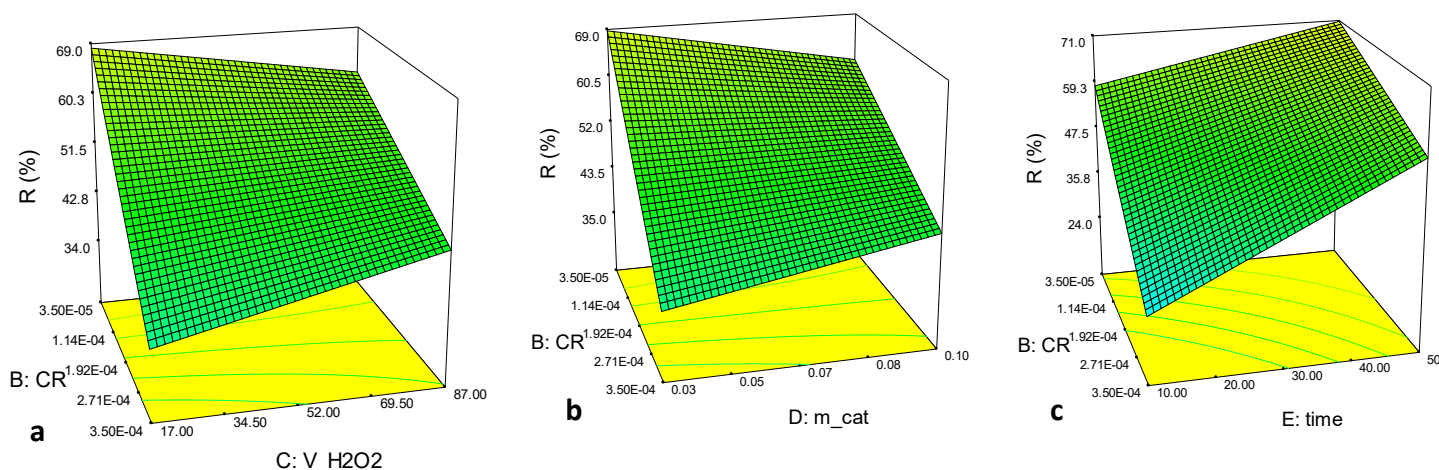 69.0
60.3
51.5
42.8
34.0
R (%)
3.50E-05
1.14E-04
1.92E-04
2.71E-04
3.50E-04
B: CR
17.00
34.50
52.00
69.50
87.00
C: V_H2O2
a
69.0
60.5
52.0
43.5
35.0
R (%)
3.50E-05
1.14E-04
1.92E-04
2.71E-04
3.50E-04
B: CR
0.03
0.05
0.07
0.08
0.10
D: m_cat
b
71.0
59.3
47.5
35.8
24.0
R (%)
3.50E-05
1.14E-04
1.92E-04
2.71E-04
3.50E-04
B: CR
10.00
20.00
30.00
40.00
50
E: time
c